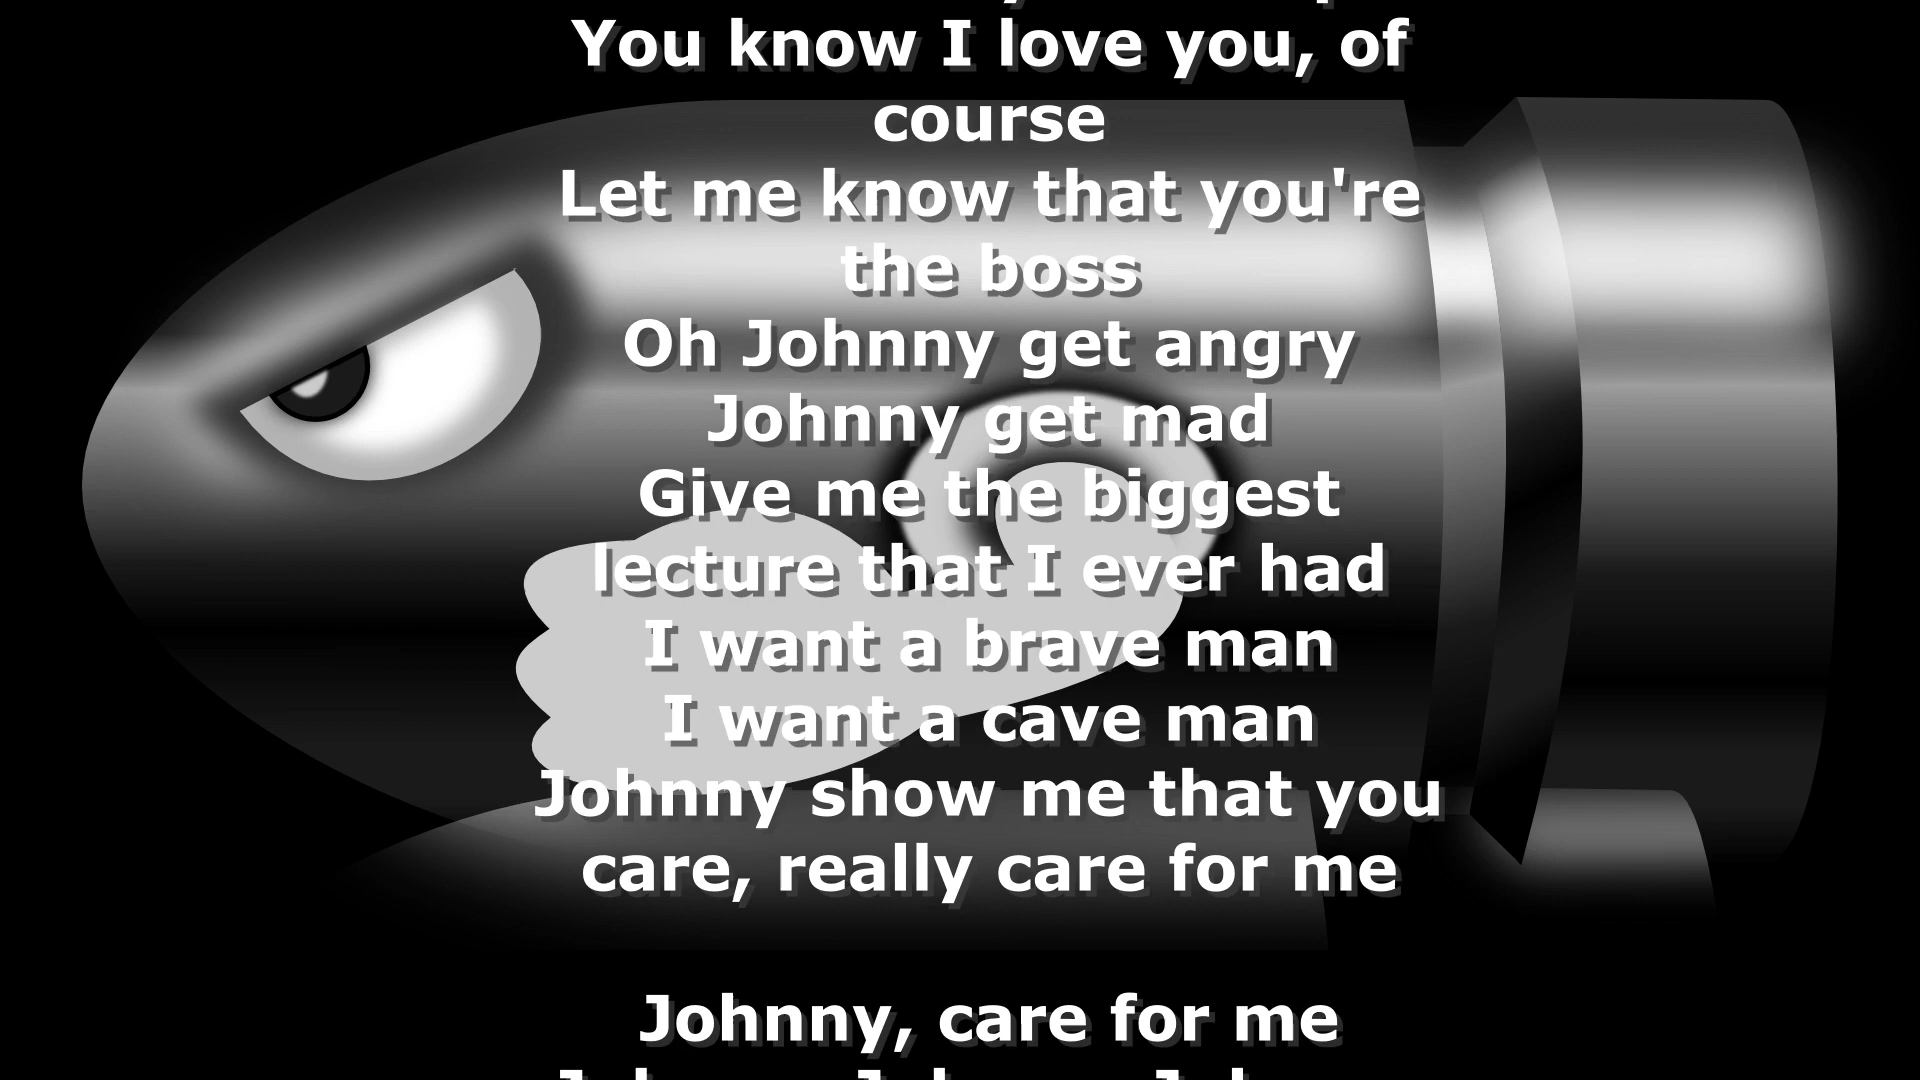 You know I love you, of
course
Let me know that you're
the boss
Oh Johnny get angry
Johnny get mad
Give me the biggest
lecture that I ever had
I want a brave man
I want a cave man
Johnny show me that you
care, really care for me
Johnny, care for me